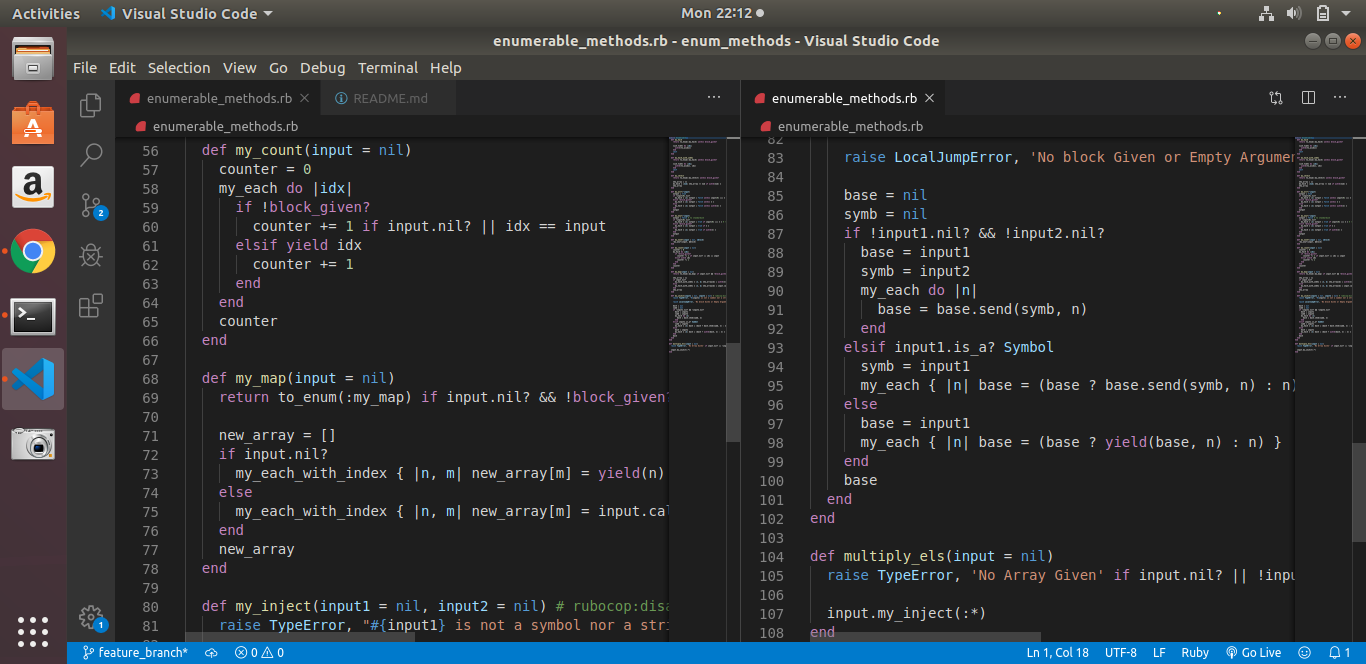 Activities Visual Studio Code Mon 22:12
enumerable_methods.rb - enum_methods - Visual Studio Code
File Edit Selection View Go Debug Terminal Help
enumerable_methods.rb README.md
enumerable_methods.rb
56 def my_count(input = nil)
57 counter = 0
58 my_each do |idx|
59 if !block_given?
60 counter += 1 if input.nil? || idx == input
61 elsif yield idx
62 counter += 1
63 end
64 end
65 counter
66 end
67
68 def my_map(input = nil)
69 return to_enum(:my_map) if input.nil? && !block_given?
70
71 new_array = []
72 if input.nil?
73 my_each_with_index { |n, m| new_array[m] = yield(n)
74 else
75 my_each_with_index { |n, m| new_array[m] = input.cal
76 end
77 new_array
78 end
79
80 def my_inject(input1 = nil, input2 = nil) # rubocop:disa
81 raise TypeError, "#{input1} is not a symbol nor a stri
enumerable_methods.rb
enumerable_methods.rb
82
83 raise LocalJumpError, 'No block Given or Empty Argumen
84
85 base = nil
86 symb = nil
87 if !input1.nil? && !input2.nil?
88 base = input1
89 symb = input2
90 my_each do |n|
91 base = base.send(symb, n)
92 end
93 elsif input1.is_a? Symbol
94 symb = input1
95 my_each { |n| base = (base ? base.send(symb, n) : n)
96 else
97 base = input1
98 my_each { |n| base = (base ? yield(base, n) : n) }
99 end
100 base
101 end
102 end
103
104 def multiply_els(input = nil)
105 raise TypeError, 'No Array Given' if input.nil? || !inpu
106
107 input.my_inject(:*)
108 end
2
1
feature_branch* 0 0 Ln 1, Col 18 UTF-8 LF Ruby Go Live 1